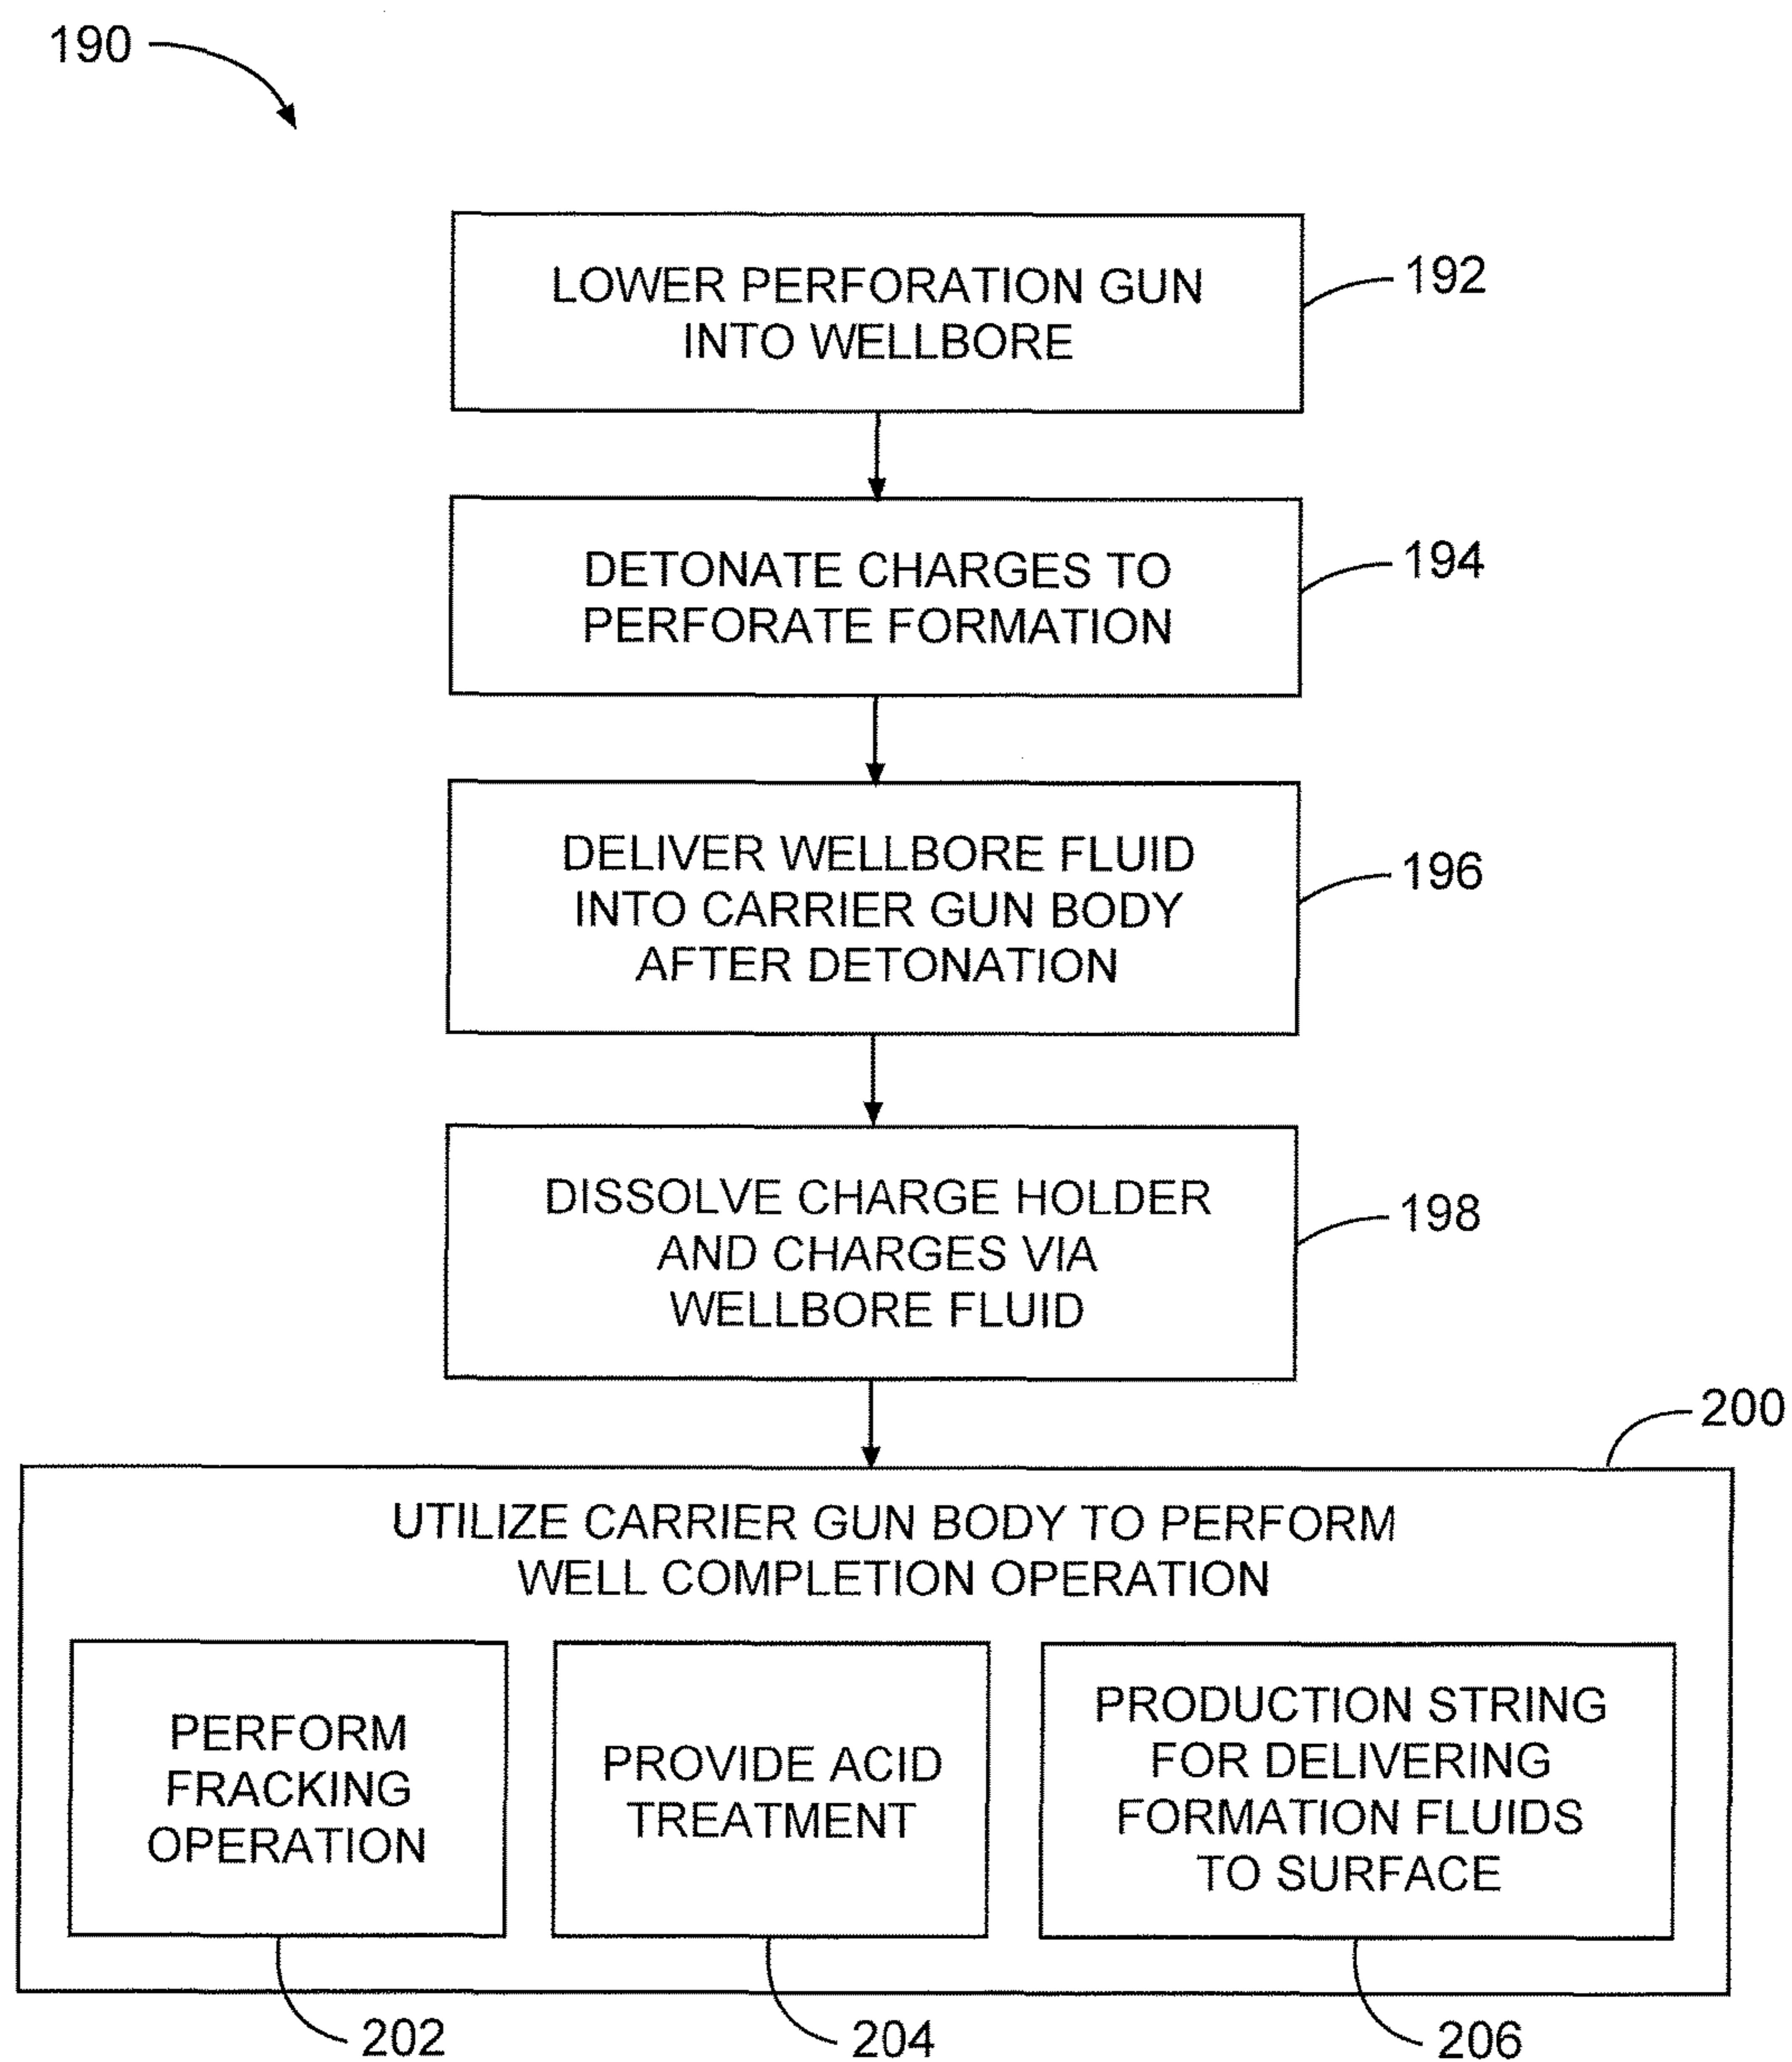 190
LOWER PERFORATION GUN
INTO WELLBORE
192
DETONATE CHARGES TO
PERFORATE FORMATION
194
DELIVER WELLBORE FLUID
INTO CARRIER GUN BODY
AFTER DETONATION
196
DISSOLVE CHARGE HOLDER
AND CHARGES VIA
WELLBORE FLUID
198
200
UTILIZE CARRIER GUN BODY TO PERFORM
WELL COMPLETION OPERATION
PERFORM
FRACKING
OPERATION
PROVIDE ACID
TREATMENT
PRODUCTION STRING
FOR DELIVERING
FORMATION FLUIDS
TO SURFACE
202
204
206